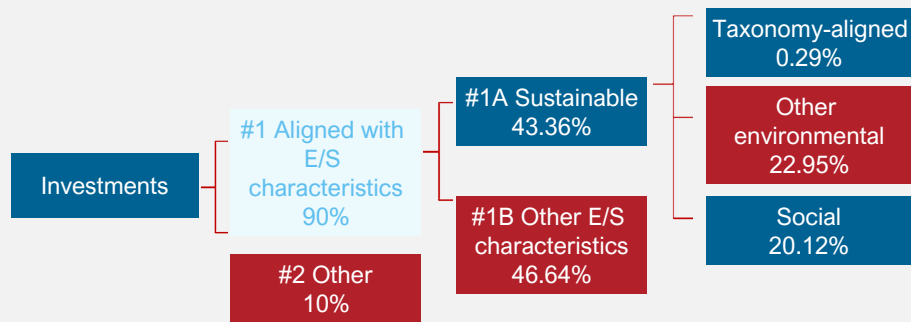 Investments
#1 Aligned with
E/S
characteristics
90%
#2 Other
10%
#1A Sustainable
43.36%
#1B Other E/S
characteristics
46.64%
Taxonomy-aligned
0.29%
Other
environmental
22.95%
Social
20.12%